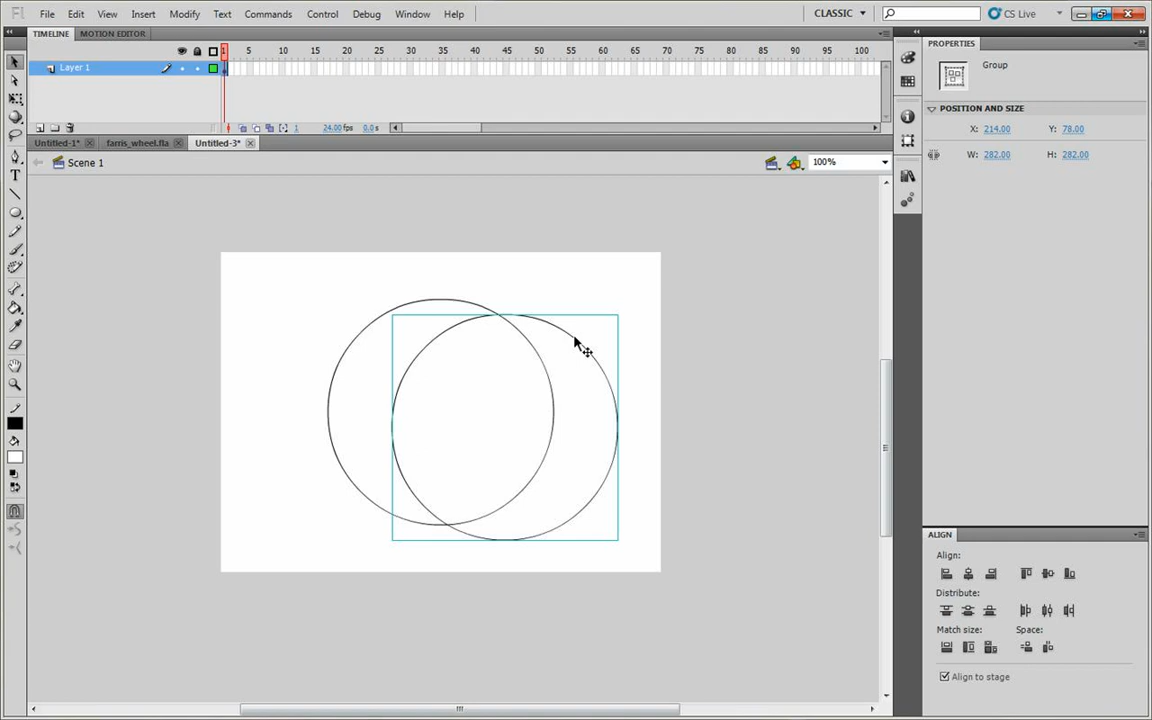 Fl File Edit View Insert Modify Text Commands Control Debug Window Help CLASSIC CS Live
TIMELINE MOTION EDITOR
1 5 10 15 20 25 30 35 40 45 50 55 60 65 70 75 80 85 90 95 100
Layer 1
1 24.00fps 0.0s
Untitled-1* farris_wheel.fla Untitled-3*
Scene 1 100%
PROPERTIES
Group
POSITION AND SIZE
X: 214.00 Y: 78.00
W: 282.00 H: 282.00
ALIGN
Align:
Distribute:
Match size: Space:
Align to stage
T